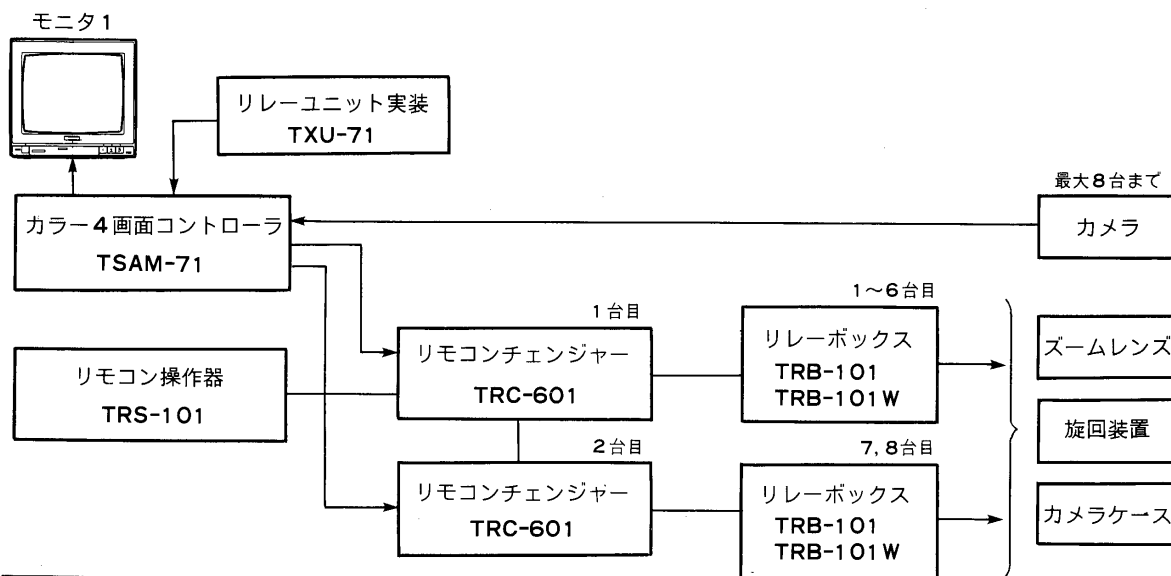 モニタ1
リレーユニット実装
TXU-71
最大8台まで
カラー4画面コントローラ
TSAM-71
カメラ
1台目
1～6台目
リモコンチェンジャー
TRC-601
リレーボックス
TRB-101
TRB-101W
ズームレンズ
リモコン操作器
TRS-101
旋回装置
2台目
7,8台目
リモコンチェンジャー
TRC-601
リレーボックス
TRB-101
TRB-101W
カメラケース